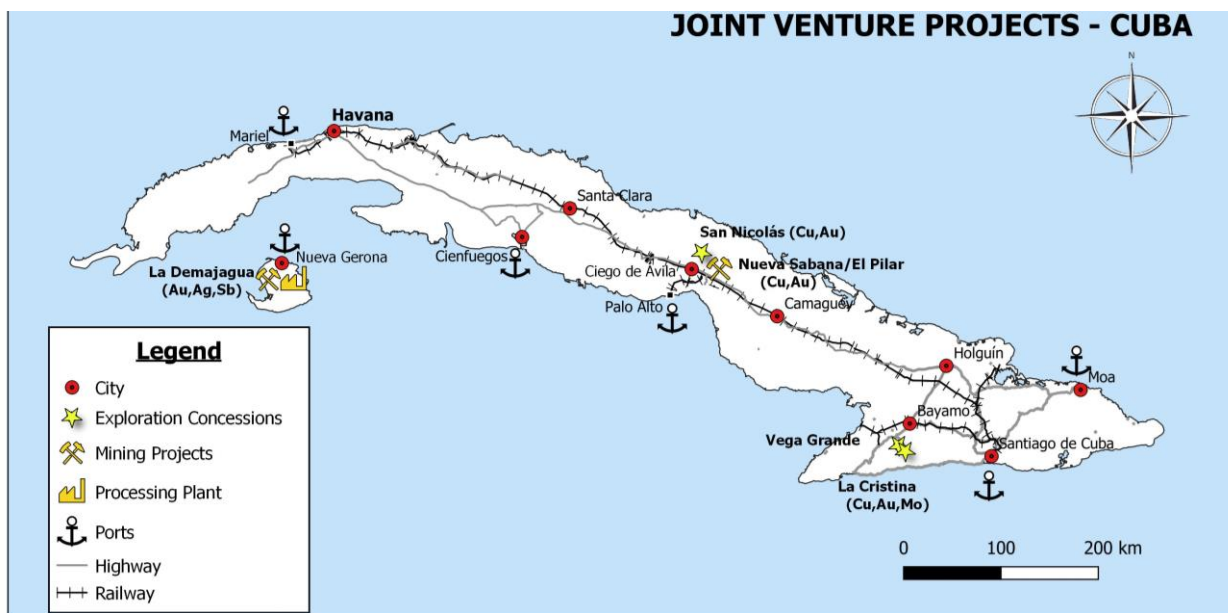 JOINT VENTURE PROJECTS - CUBA
N
Havana
Mariel
Santa Clara
San Nicolás (Cu,Au)
Nueva Gerona
Cienfuegos
La Demajagua
(Au,Ag,Sb)
Ciego de Ávila
Nueva Sabana/El Pilar
(Cu,Au)
Palo Alto
Camaguey
Holguín
Moa
Bayamo
Vega Grande
Santiago de Cuba
La Cristina
(Cu,Au,Mo)
Legend
City
Exploration Concessions
Mining Projects
Processing Plant
Ports
Highway
Railway
0 100 200 km